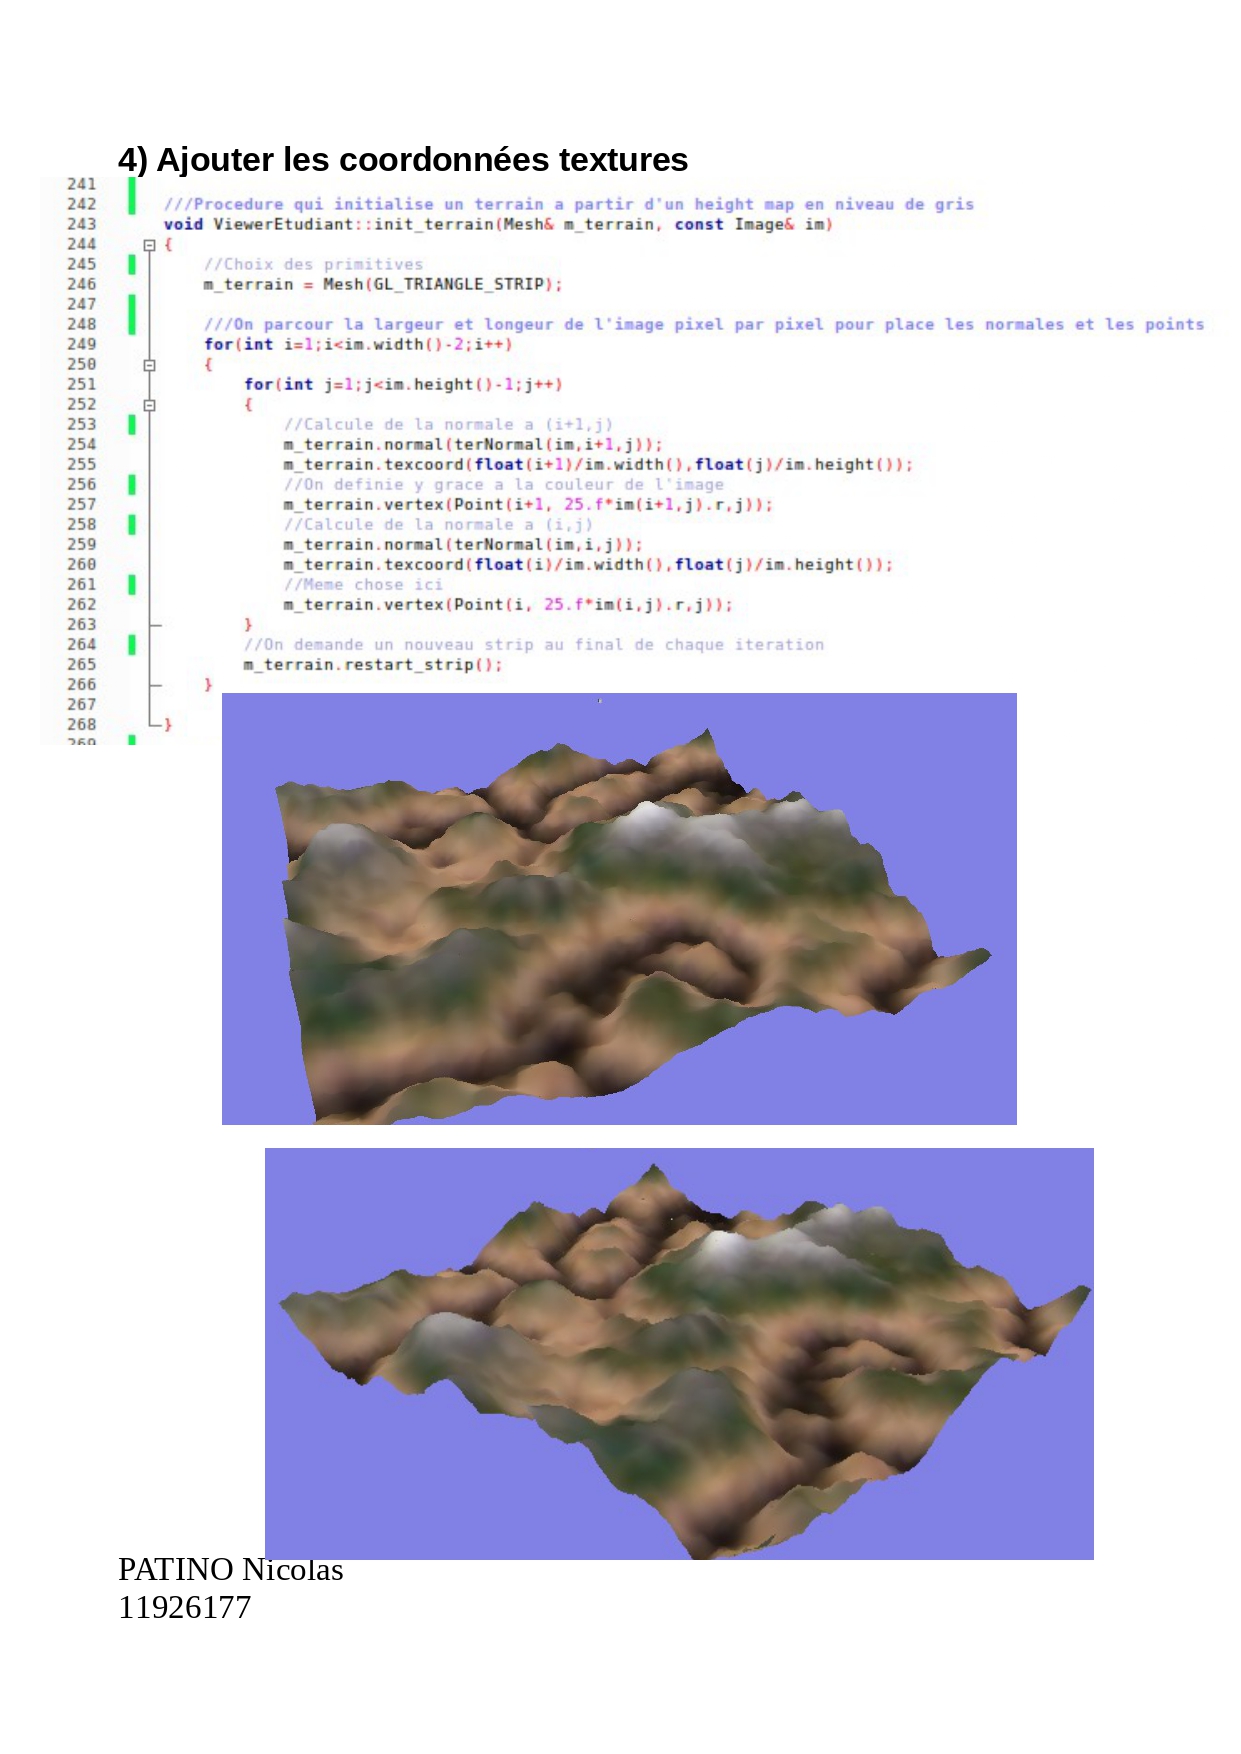 4) Ajouter les coordonnées textures
241
242 ///Procedure qui initialise un terrain a partir d'un height map en niveau de gris
243 void ViewerEtudiant::init_terrain(Mesh& m_terrain, const Image& im)
244 {
245 //Choix des primitives
246 m_terrain = Mesh(GL_TRIANGLE_STRIP);
247
248 ///On parcour la largeur et longeur de l'image pixel par pixel pour place les normales et les points
249 for(int i=1;i<im.width()-2;i++)
250 {
251 for(int j=1;j<im.height()-1;j++)
252 {
253 //Calcule de la normale a (i+1,j)
254 m_terrain.normal(terNormal(im,i+1,j));
255 m_terrain.texcoord(float(i+1)/im.width(),float(j)/im.height());
256 //On definie y grace a la couleur de l'image
257 m_terrain.vertex(Point(i+1, 25.f*im(i+1,j).r,j));
258 //Calcule de la normale a (i,j)
259 m_terrain.normal(terNormal(im,i,j));
260 m_terrain.texcoord(float(i)/im.width(),float(j)/im.height());
261 //Meme chose ici
262 m_terrain.vertex(Point(i, 25.f*im(i,j).r,j));
263 }
264 //On demande un nouveau strip au final de chaque iteration
265 m_terrain.restart_strip();
266 }
267
268 }
269
PATINO Nicolas
11926177